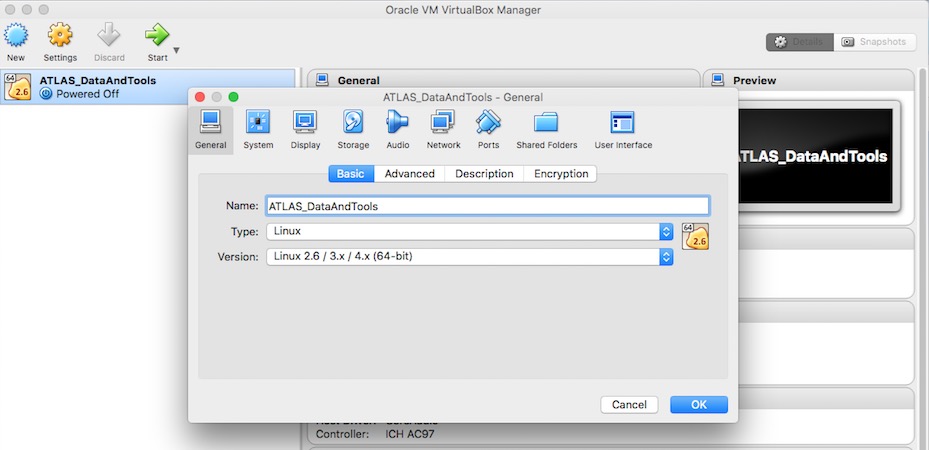 Oracle VM VirtualBox Manager
New
Settings
Discard
Start
Details
Snapshots
64
2.6
ATLAS_DataAndTools
Powered Off
General
Preview
ATLAS_DataAndTools - General
General
System
Display
Storage
Audio
Network
Ports
Shared Folders
User Interface
TLAS_DataAndTools
Basic
Advanced
Description
Encryption
Name:
ATLAS_DataAndTools
Type:
Linux
64
2.6
Version:
Linux 2.6 / 3.x / 4.x (64-bit)
Cancel
OK
Controller:
ICH AC97